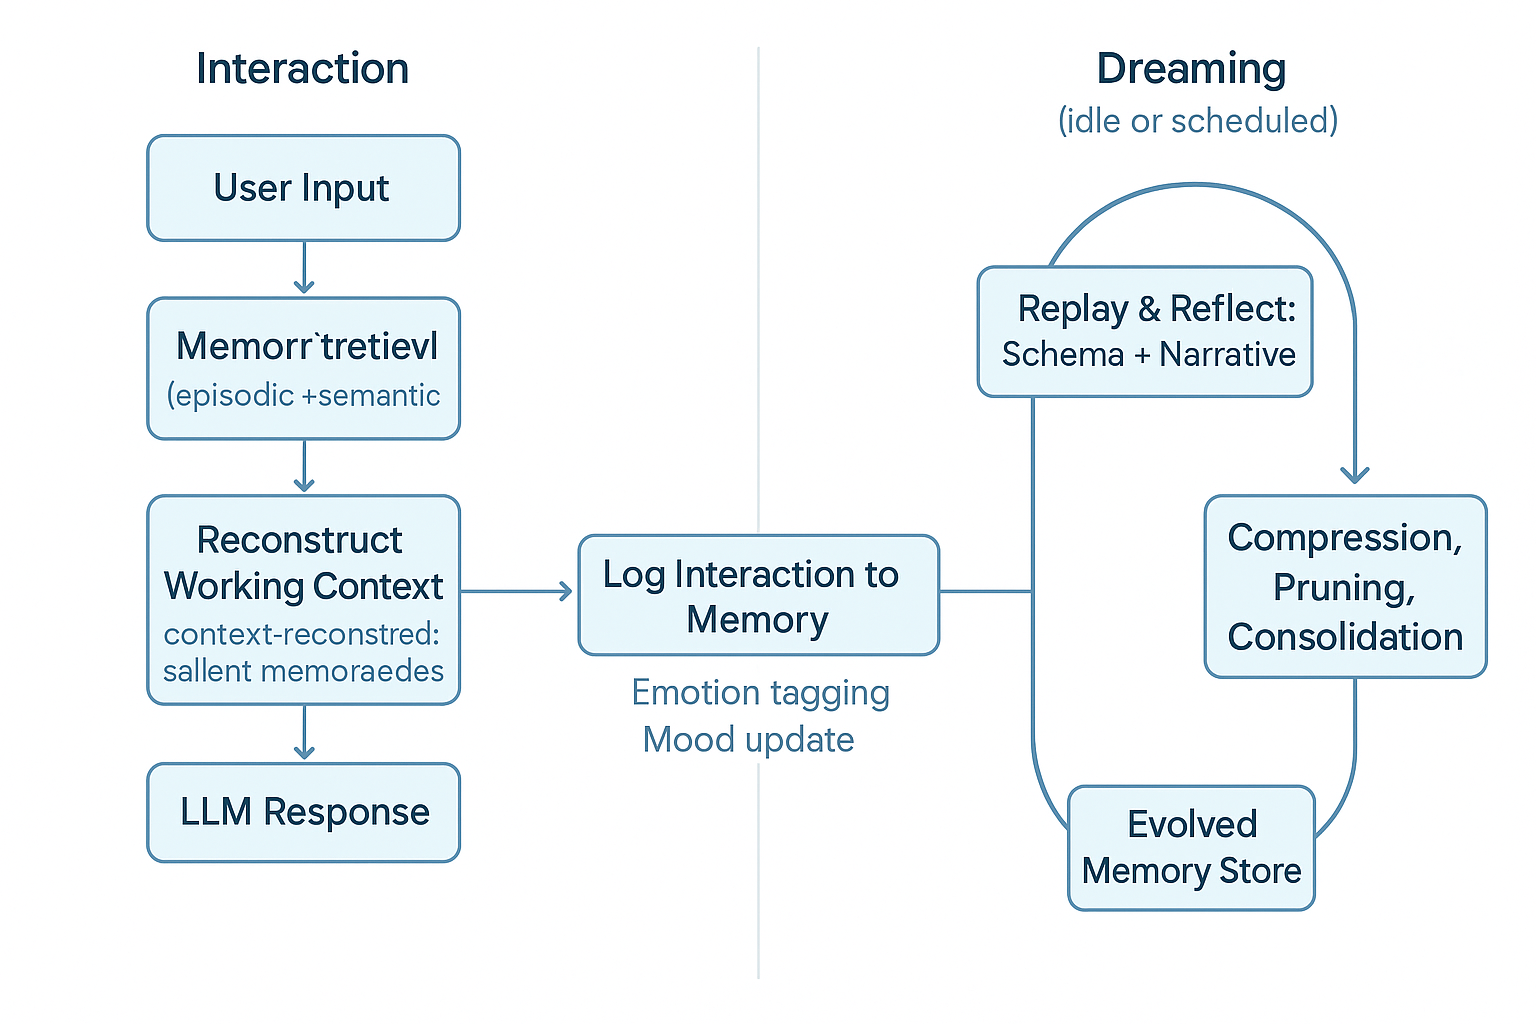 Interaction
User Input
Memorr`tretievl
(episodic +semantic
Reconstruct
Working Context
context-reconstred:
sallent memoraedes
LLM Response
Log Interaction to
Memory
Emotion tagging
Mood update
Dreaming
(idle or scheduled)
Replay & Reflect:
Schema + Narrative
Compression,
Pruning,
Consolidation
Evolved
Memory Store